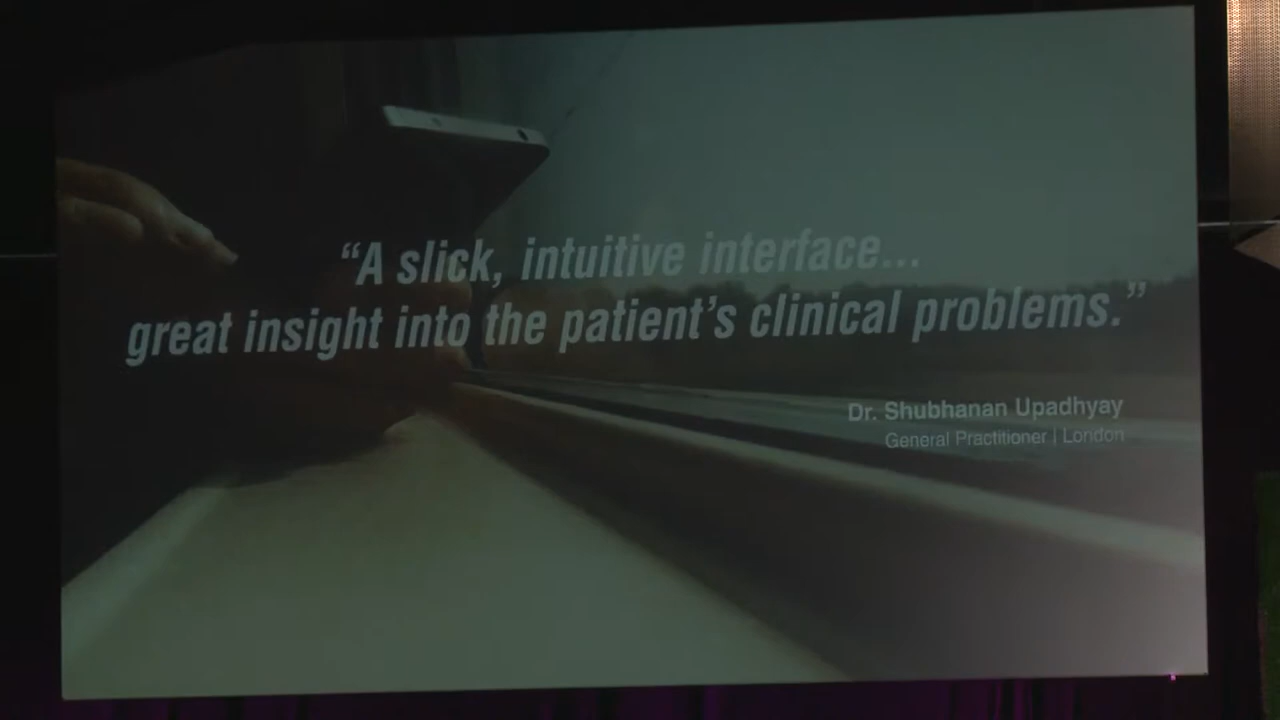 “A slick, intuitive interface...
great insight into the patient’s clinical problems.”
Dr. Shubhanan Upadhyay
General Practitioner | London